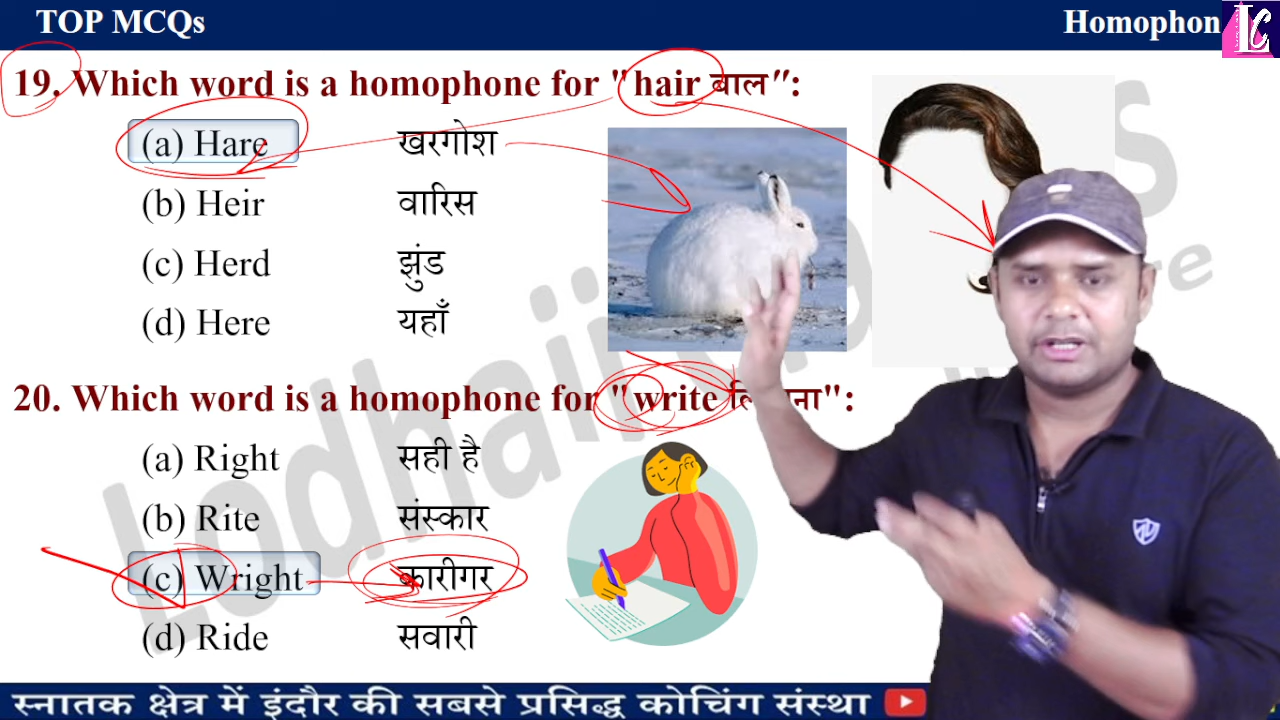 TOP MCQs
Homophon
LC
19. Which word is a homophone for "hair बाल":
(a) Hare खरगोश
(b) Heir वारिस
(c) Herd झुंड
(d) Here यहाँ
20. Which word is a homophone for "write
(a) Right सही है
(b) Rite संस्कार
(c) Wright कारीगर
(d) Ride सवारी
स्नातक क्षेत्र में इंदौर की सबसे प्रसिद्ध कोचिंग संस्था